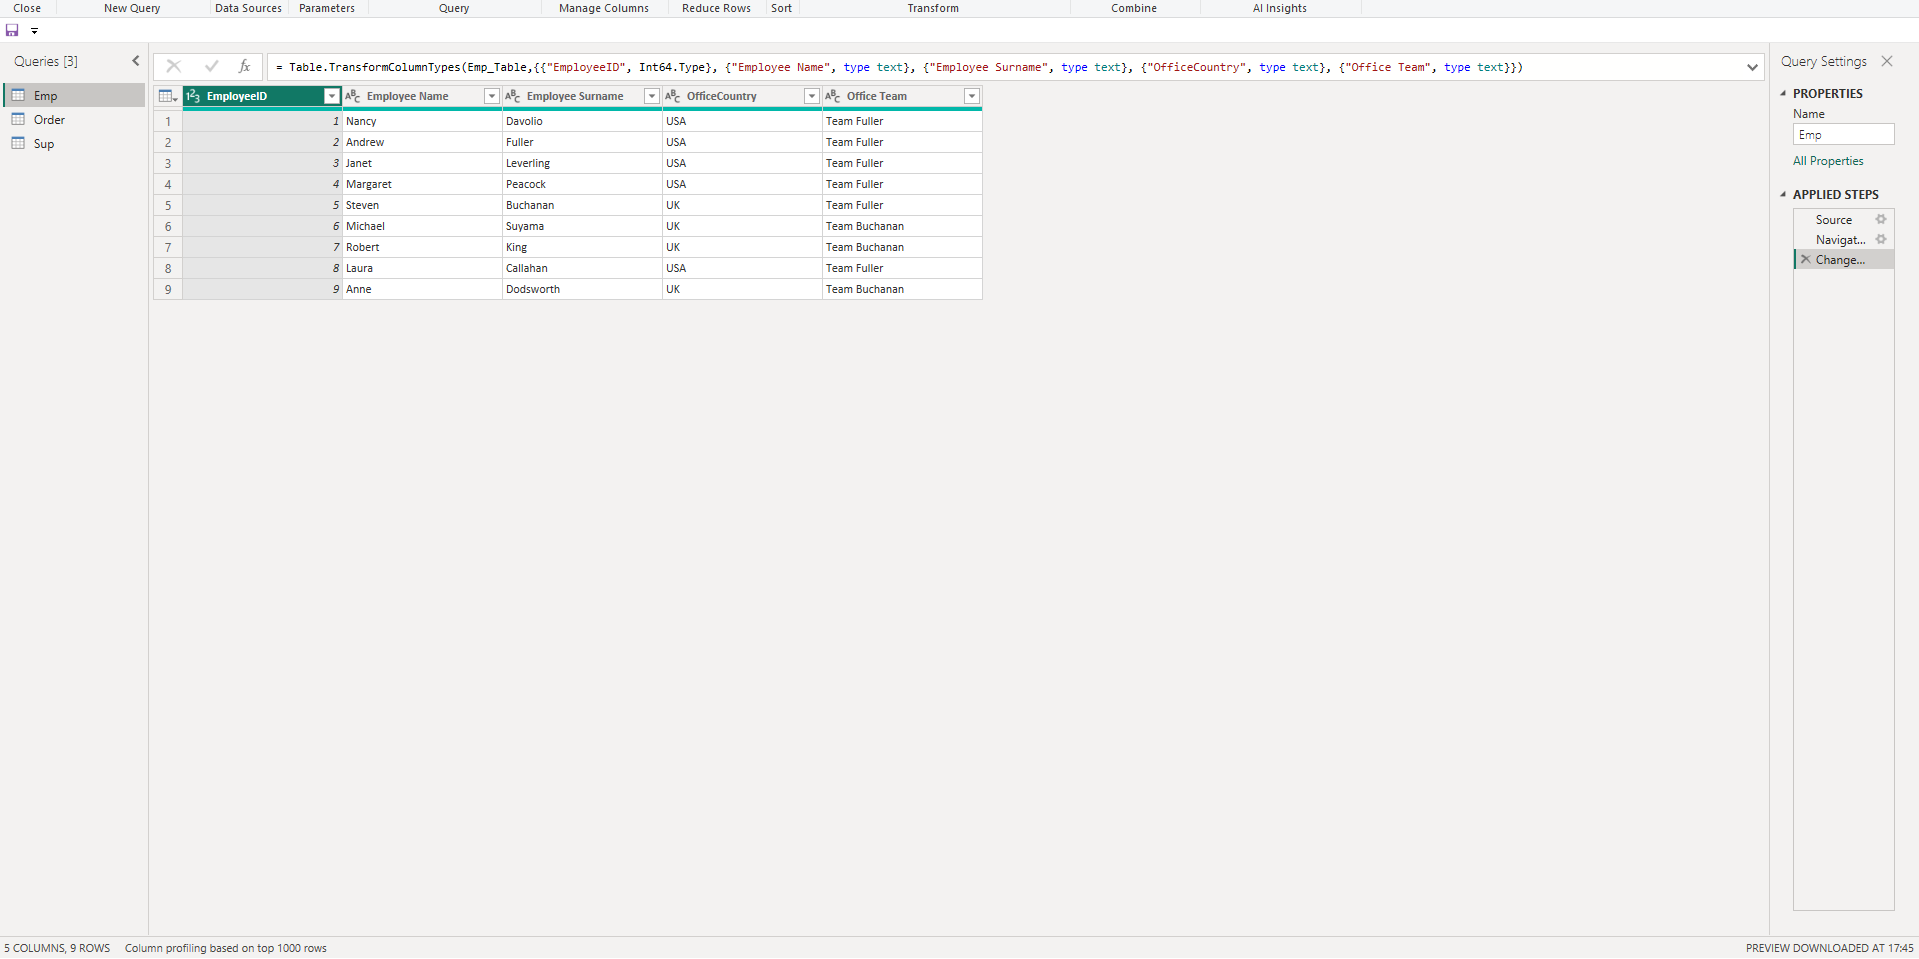 Close New Query Data Sources Parameters Query Manage Columns Reduce Rows Sort Transform Combine AI Insights
Queries [3]
Emp
Order
Sup
fx = Table.TransformColumnTypes(Emp_Table,{{"EmployeeID", Int64.Type}, {"Employee Name", type text}, {"Employee Surname", type text}, {"OfficeCountry", type text}, {"Office Team", type text}})
123 EmployeeID ABC Employee Name ABC Employee Surname ABC OfficeCountry ABC Office Team
1 1 Nancy Davolio USA Team Fuller
2 2 Andrew Fuller USA Team Fuller
3 3 Janet Leverling USA Team Fuller
4 4 Margaret Peacock USA Team Fuller
5 5 Steven Buchanan UK Team Fuller
6 6 Michael Suyama UK Team Buchanan
7 7 Robert King UK Team Buchanan
8 8 Laura Callahan USA Team Fuller
9 9 Anne Dodsworth UK Team Buchanan
Query Settings
PROPERTIES
Name
Emp
All Properties
APPLIED STEPS
Source
Navigat...
Change...
5 COLUMNS, 9 ROWS Column profiling based on top 1000 rows
PREVIEW DOWNLOADED AT 17:45